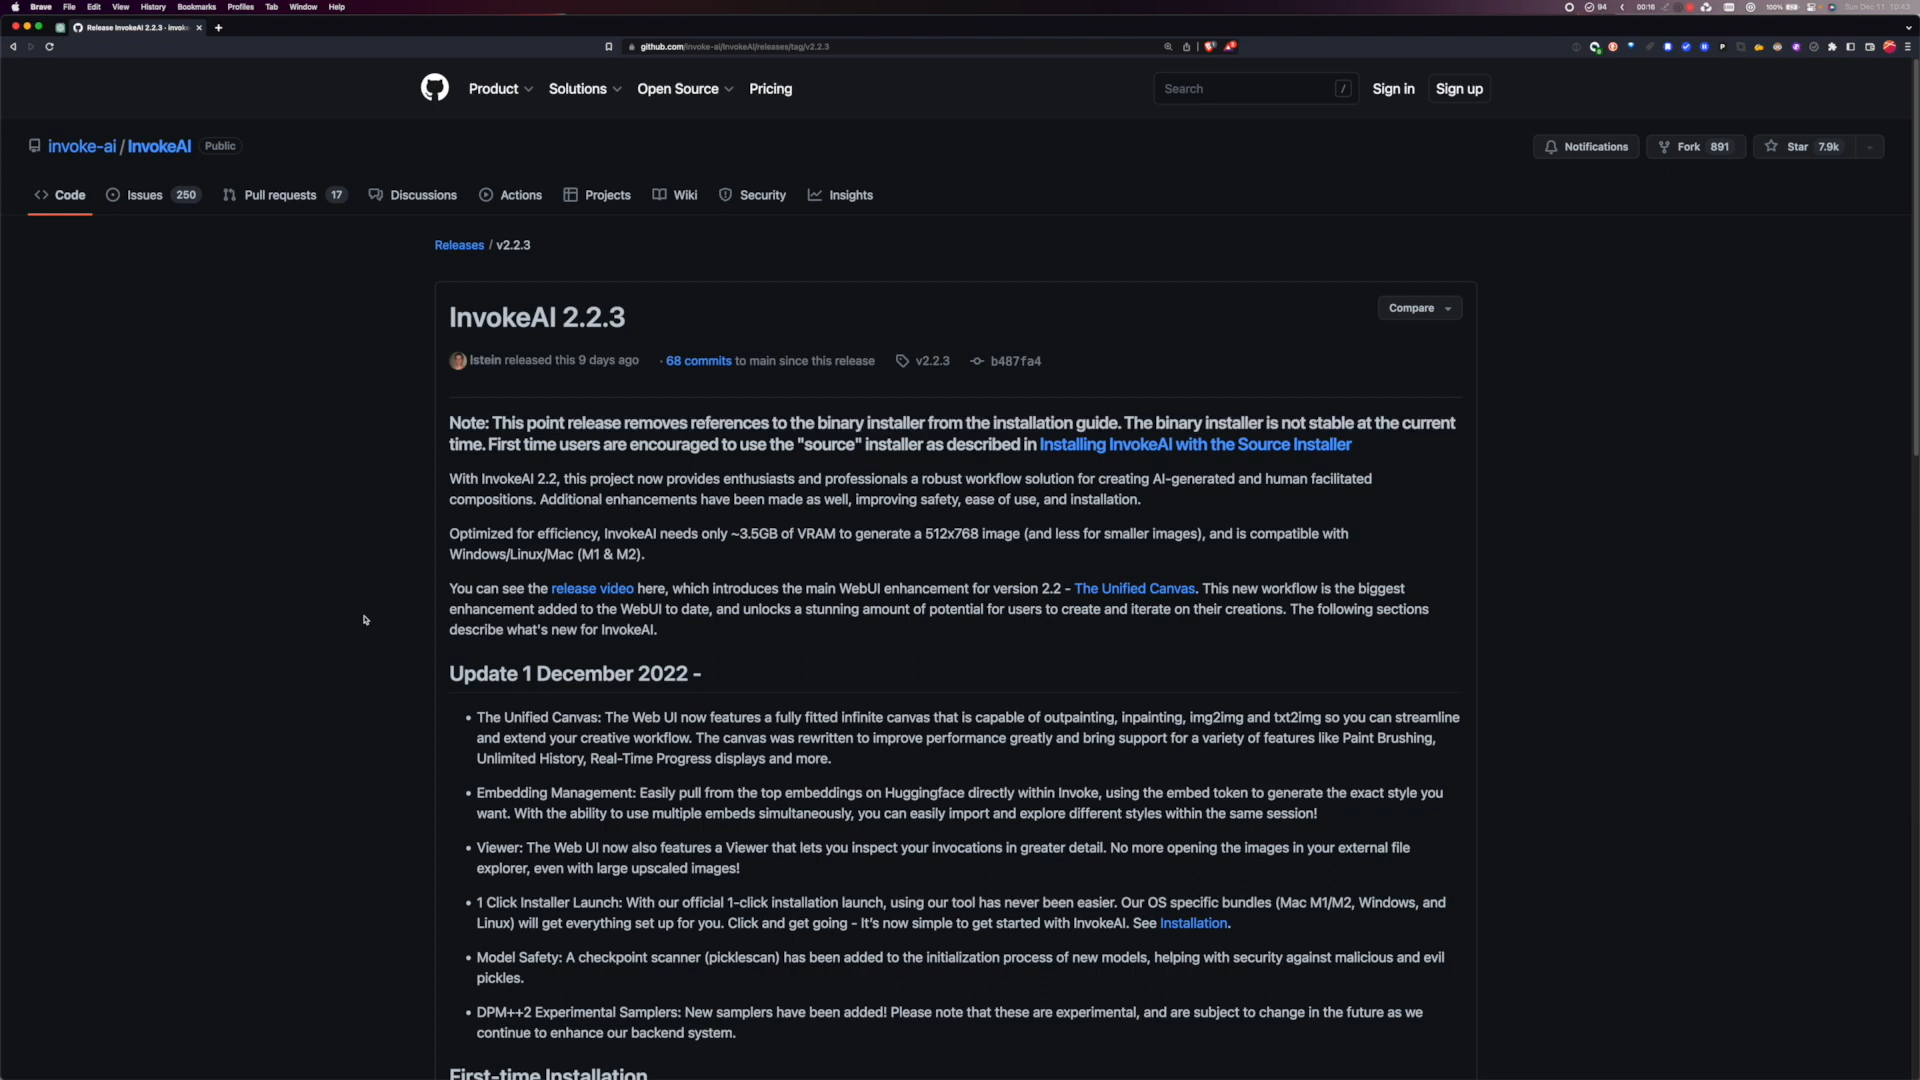 Brave File Edit View History Bookmarks Profiles Tab Window Help
94 00:16 100% Sun Dec 11 10:43
Release InvokeAI 2.2.3 · invoke
github.com/invoke-ai/InvokeAI/releases/tag/v2.2.3
Product Solutions Open Source Pricing Search / Sign in Sign up
invoke-ai / InvokeAI Public Notifications Fork 891 Star 7.9k
Code Issues 250 Pull requests 17 Discussions Actions Projects Wiki Security Insights
Releases / v2.2.3
InvokeAI 2.2.3
Compare
lstein released this 9 days ago · 68 commits to main since this release v2.2.3 b487fa4
Note: This point release removes references to the binary installer from the installation guide. The binary installer is not stable at the current
time. First time users are encouraged to use the "source" installer as described in Installing InvokeAI with the Source Installer
With InvokeAI 2.2, this project now provides enthusiasts and professionals a robust workflow solution for creating AI-generated and human facilitated
compositions. Additional enhancements have been made as well, improving safety, ease of use, and installation.
Optimized for efficiency, InvokeAI needs only ~3.5GB of VRAM to generate a 512x768 image (and less for smaller images), and is compatible with
Windows/Linux/Mac (M1 & M2).
You can see the release video here, which introduces the main WebUI enhancement for version 2.2 - The Unified Canvas. This new workflow is the biggest
enhancement added to the WebUI to date, and unlocks a stunning amount of potential for users to create and iterate on their creations. The following sections
describe what's new for InvokeAI.
Update 1 December 2022 -
• The Unified Canvas: The Web UI now features a fully fitted infinite canvas that is capable of outpainting, inpainting, img2img and txt2img so you can streamline
and extend your creative workflow. The canvas was rewritten to improve performance greatly and bring support for a variety of features like Paint Brushing,
Unlimited History, Real-Time Progress displays and more.
• Embedding Management: Easily pull from the top embeddings on Huggingface directly within Invoke, using the embed token to generate the exact style you
want. With the ability to use multiple embeds simultaneously, you can easily import and explore different styles within the same session!
• Viewer: The Web UI now also features a Viewer that lets you inspect your invocations in greater detail. No more opening the images in your external file
explorer, even with large upscaled images!
• 1 Click Installer Launch: With our official 1-click installation launch, using our tool has never been easier. Our OS specific bundles (Mac M1/M2, Windows, and
Linux) will get everything set up for you. Click and get going - It's now simple to get started with InvokeAI. See Installation.
• Model Safety: A checkpoint scanner (picklescan) has been added to the initialization process of new models, helping with security against malicious and evil
pickles.
• DPM++2 Experimental Samplers: New samplers have been added! Please note that these are experimental, and are subject to change in the future as we
continue to enhance our backend system.
First-time Installation